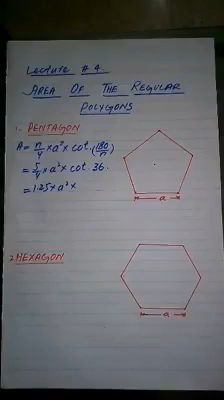 Lecture # 4
AREA OF THE REGULAR
POLYGONS
1:- PENTAGON
A = n/4 × a² × cot. (180/n)
= 5/4 × a² × cot. 36.
= 1.25 × a² ×
a
2. HEXAGON
a